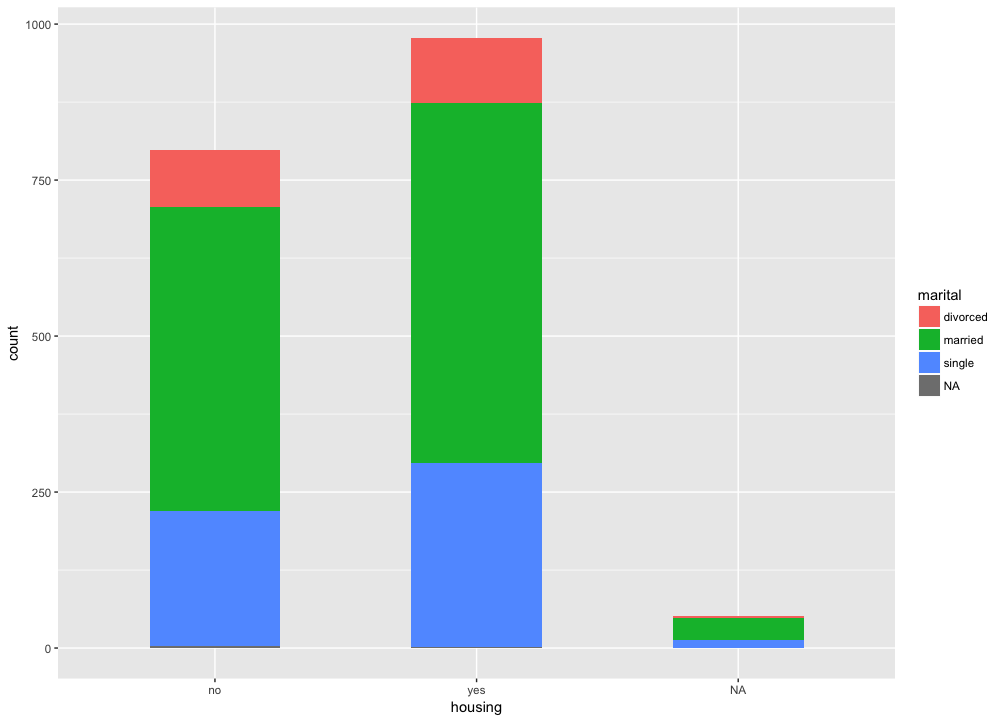 1000
750
500
250
0
count
no
yes
NA
housing
marital
divorced
married
single
NA